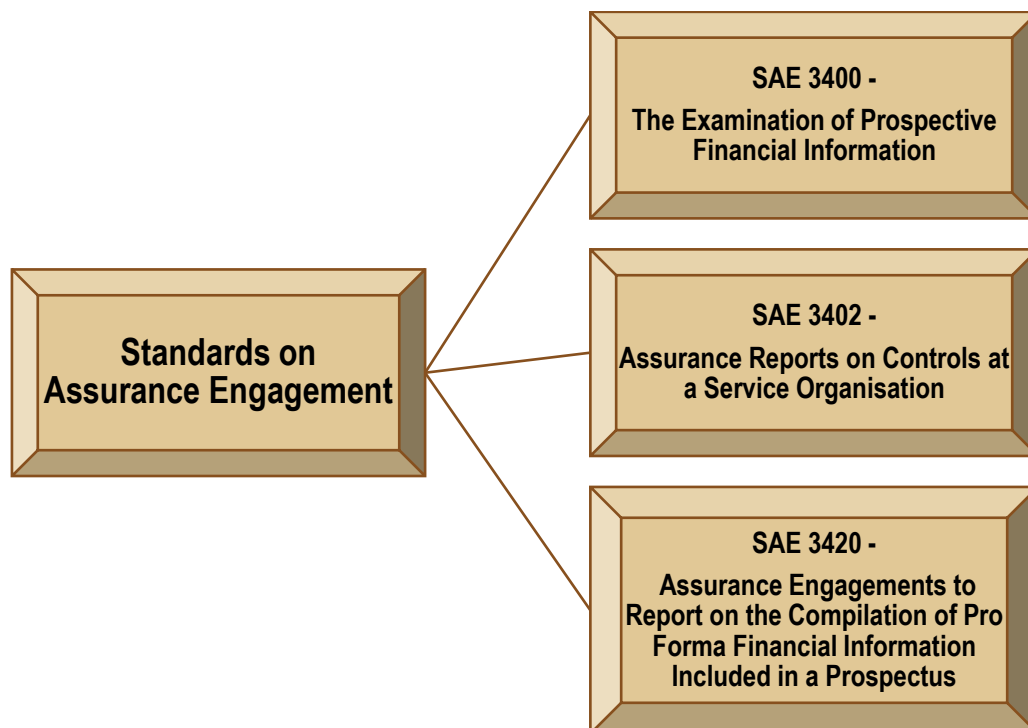 Standards on
Assurance Engagement
SAE 3400 -
The Examination of Prospective
Financial Information
SAE 3402 -
Assurance Reports on Controls at
a Service Organisation
SAE 3420 -
Assurance Engagements to
Report on the Compilation of Pro
Forma Financial Information
Included in a Prospectus